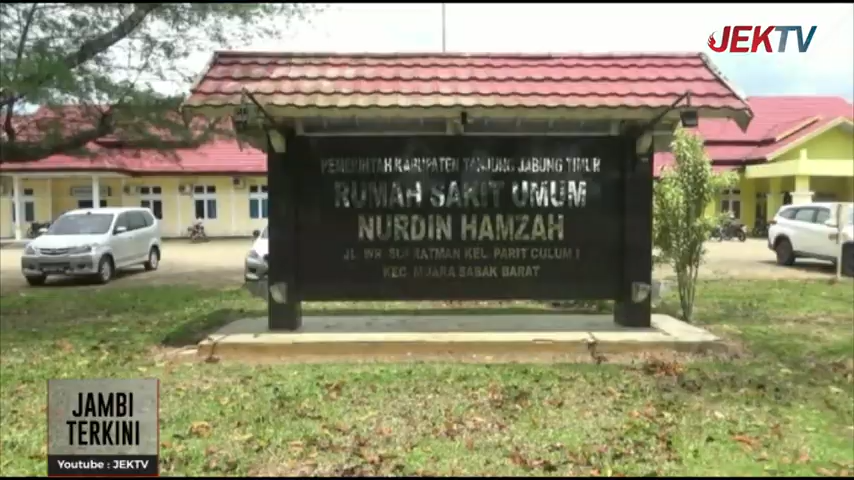 JEKTV
PEMERINTAH KABUPATEN TANJUNG JABUNG TIMUR
RUMAH SAKIT UMUM
NURDIN HAMZAH
JL. WR. SUPRATMAN KEL. PARIT CULUM I
KEC. MUARA SABAK BARAT
JAMBI
TERKINI
Youtube : JEKTV